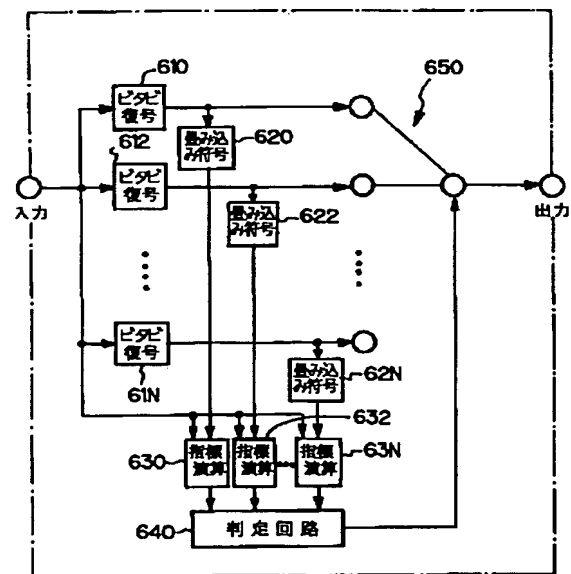 610
ビタビ
復号
650
620
畳み込
み符号
612
ビタビ
復号
入力
出力
622
畳み込
み符号
ビタビ
復号
61N
畳み込
み符号
62N
632
630
指標
演算
指標
演算
指標
演算
63N
640
判定回路